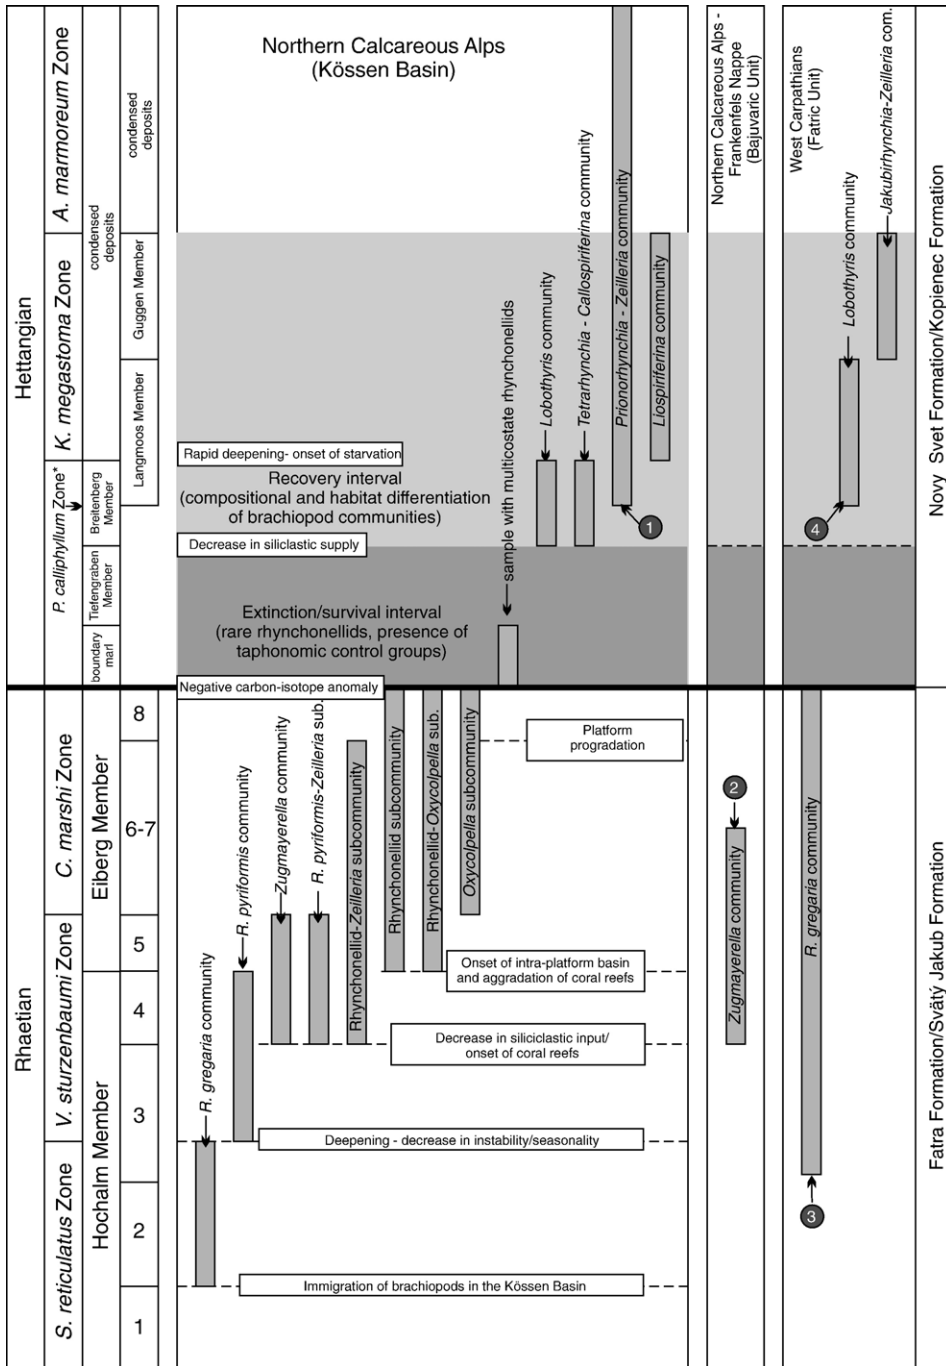 Hettangian
Rhaetian
A. marmoreum Zone
K. megastoma Zone
P. calliphyllum Zone*
C. marshi Zone
V. sturzenbaumi Zone
S. reticulatus Zone
condensed
deposits
Breitenberg
Member
Tiefengraben
Member
boundary
marl
Eiberg Member
Hochalm Member
condensed
deposits
Guggen Member
Langmoos Member
8
6-7
5
4
3
2
1
Northern Calcareous Alps
(Kössen Basin)
sample with multicostate rhynchonellids
Lobothyris community
Tetrarhynchia - Callospiriferina community
Prionorhynchia - Zeilleria community
Liospiriferina community
Rapid deepening- onset of starvation
Recovery interval
(compositional and habitat differentiation
of brachiopod communities)
1
Decrease in siliclastic supply
Extinction/survival interval
(rare rhynchonellids, presence of
taphonomic control groups)
Negative carbon-isotope anomaly
R. gregaria community
R. pyriformis community
Zugmayerella community
R. pyriformis-Zeilleria sub.
Rhynchonellid-Zeilleria subcommunity
Rhynchonellid subcommunity
Rhynchonellid-Oxycolpella sub.
Oxycolpella subcommunity
Platform
progradation
Onset of intra-platform basin
and aggradation of coral reefs
Decrease in siliciclastic input/
onset of coral reefs
Deepening - decrease in instability/seasonality
Immigration of brachiopods in the Kössen Basin
Northern Calcareous Alps -
Frankenfels Nappe
(Bajuvaric Unit)
2
Zugmayerella community
West Carpathians
(Fatric Unit)
Lobothyris community
Jakubirhynchia-Zeilleria com.
4
R. gregaria community
3
Novy Svet Formation/Kopienec Formation
Fatra Formation/Svätý Jakub Formation